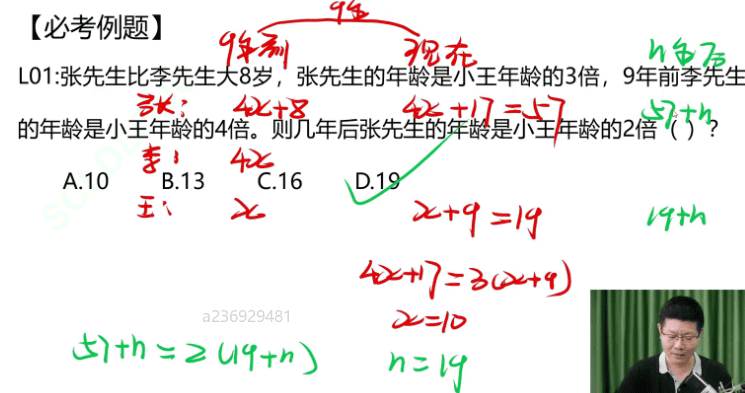 【必考例题】
9年
9年前 现在 n年后
L01:张先生比李先生大8岁，张先生的年龄是小王年龄的3倍，9年前李先生
张： 4x+8 4x+17=57 57+n
的年龄是小王年龄的4倍。则几年后张先生的年龄是小王年龄的2倍（ ）？
李： 4x
A.10 B.13 C.16 D.19
王： x x+9=19 19+n
4x+17=3(x+9)
a236929481
x=10
57+n=2(19+n) n=19